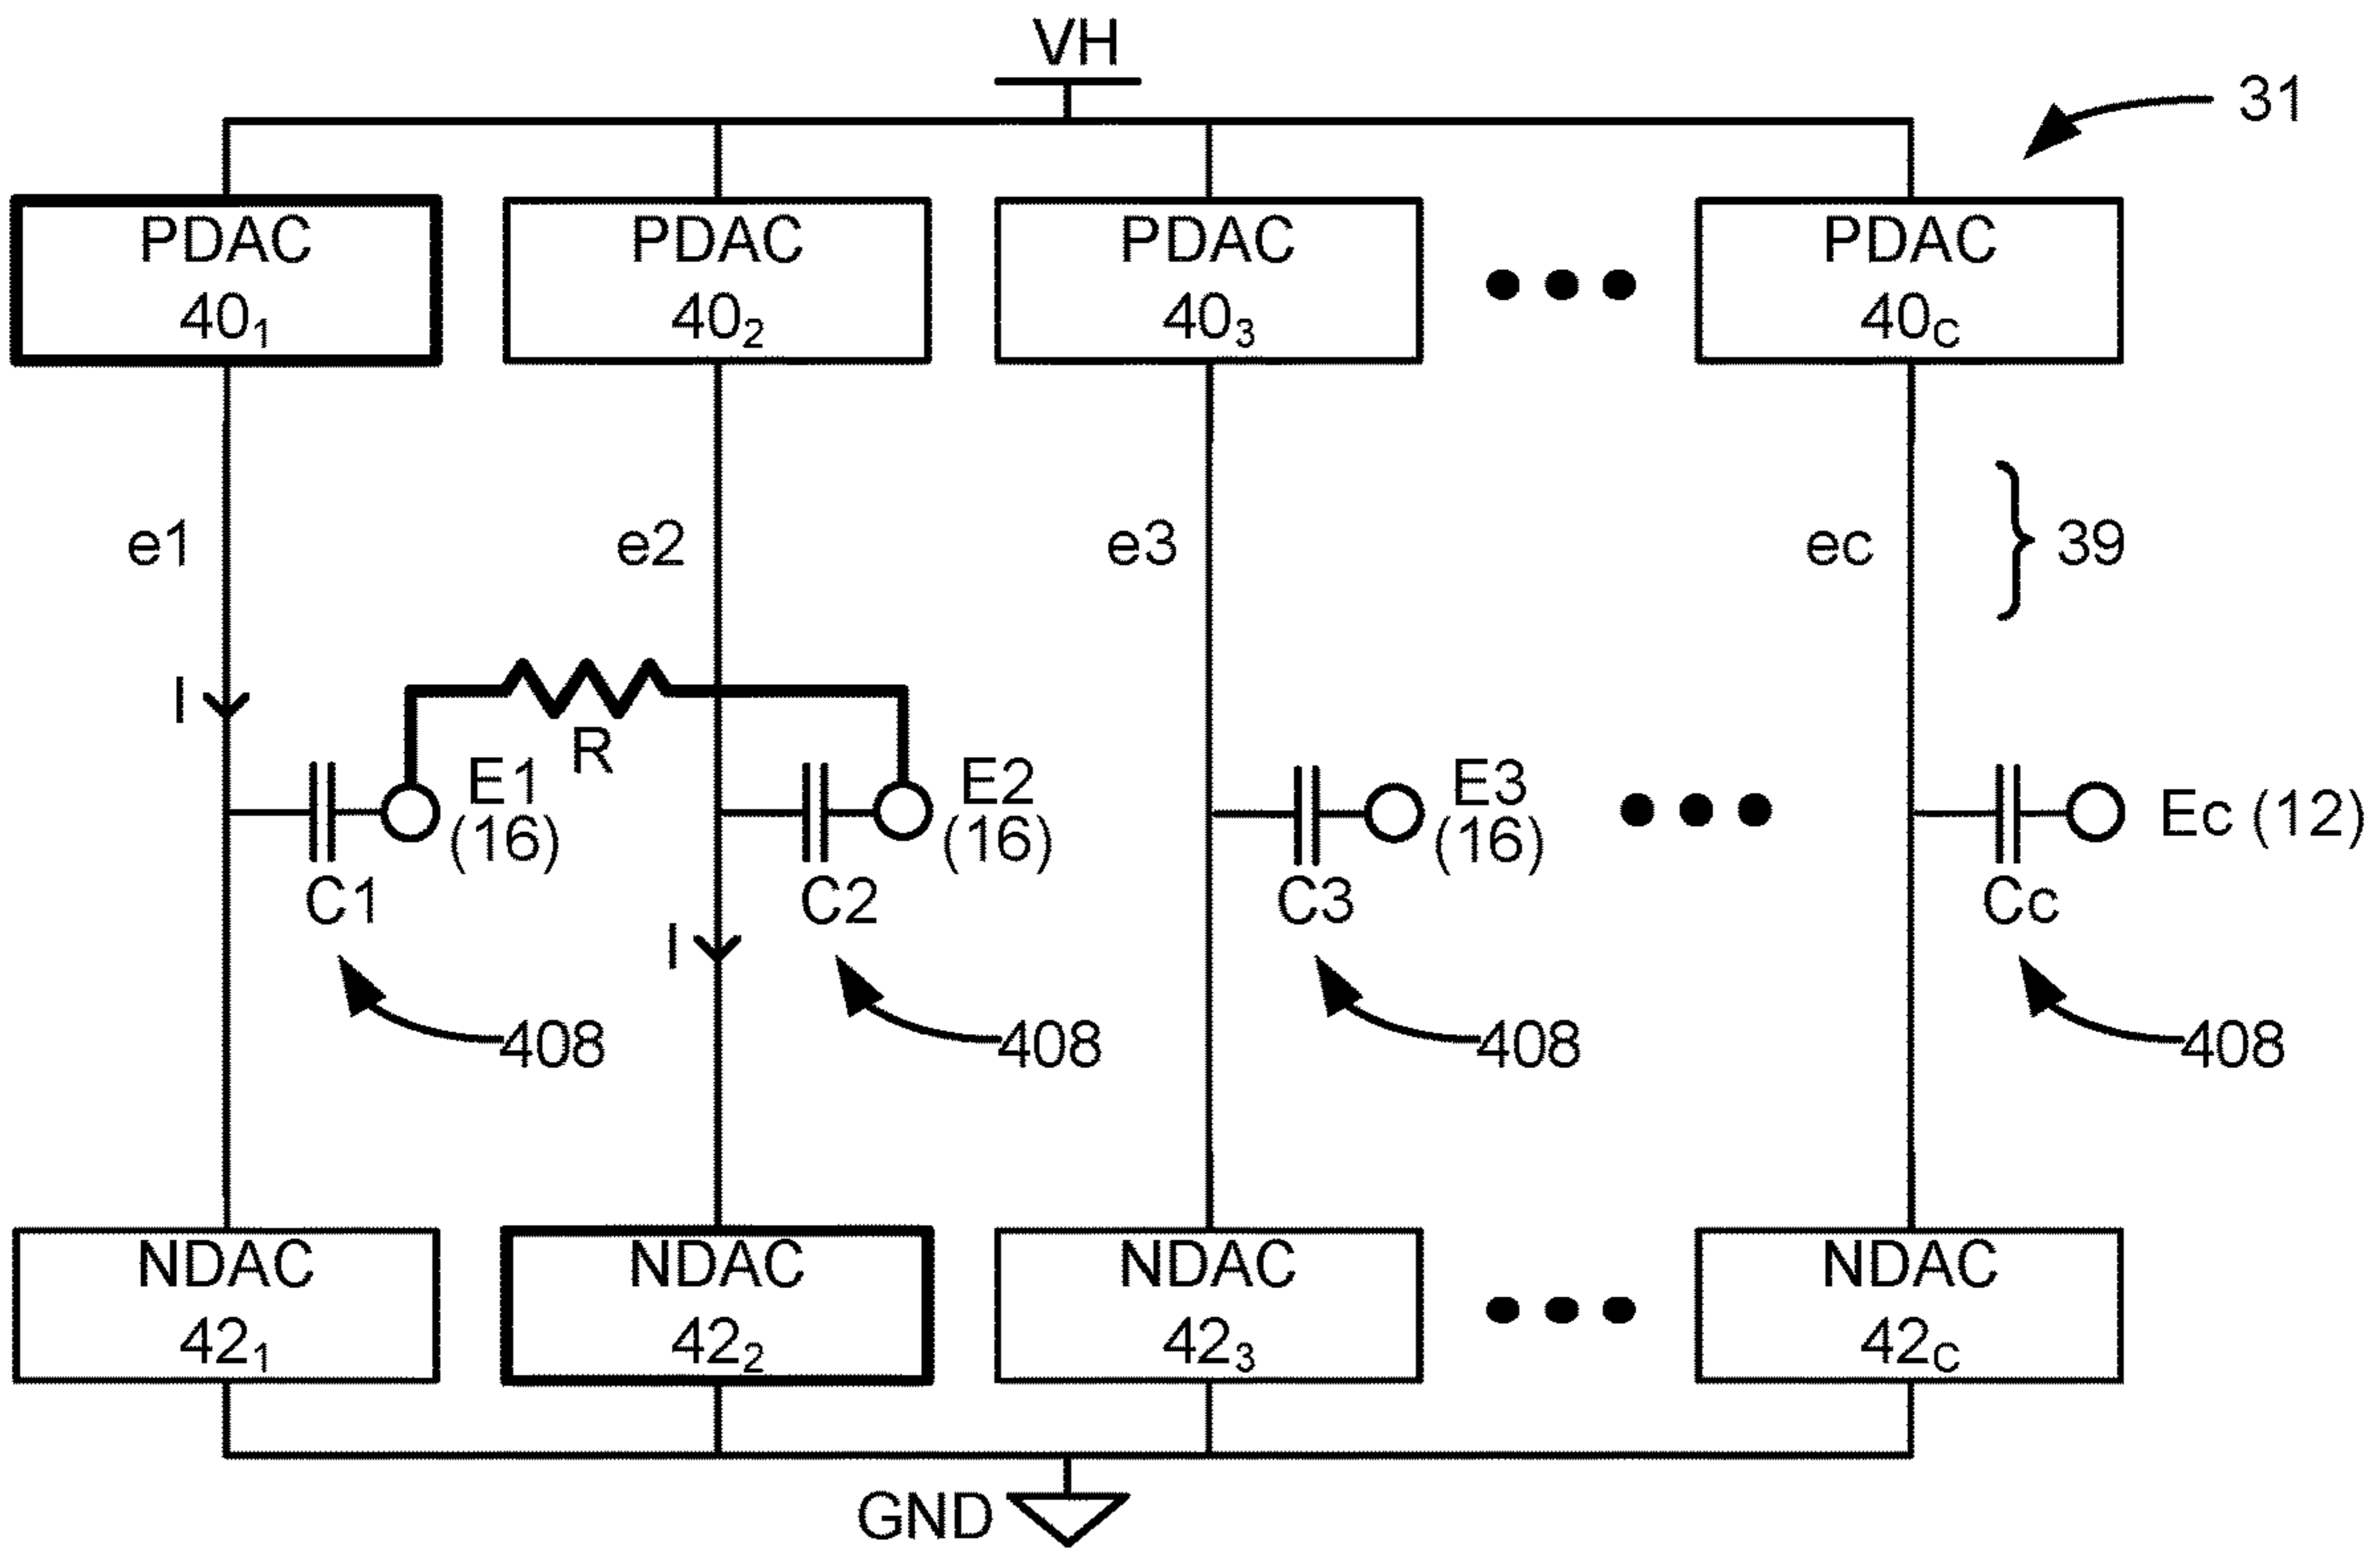 VH
31
PDAC
40₁
PDAC
40₂
PDAC
40₃
PDAC
40C
e1
e2
e3
ec
39
I
R
E1
(16)
E2
(16)
E3
(16)
Ec (12)
C1
C2
C3
Cc
I
408
408
408
408
NDAC
42₁
NDAC
42₂
NDAC
42₃
NDAC
42C
GND